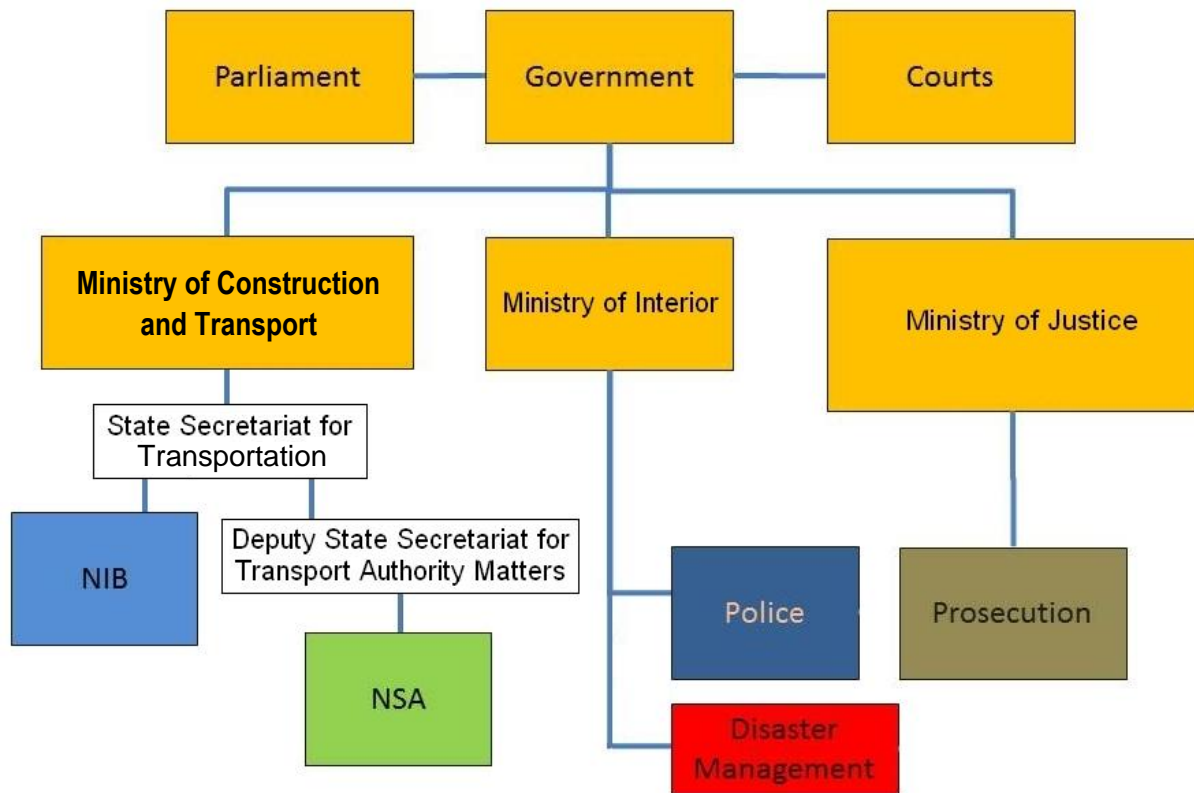 Parliament
Government
Courts
Ministry of Construction
and Transport
Ministry of Interior
Ministry of Justice
State Secretariat for
Transportation
NIB
Deputy State Secretariat for
Transport Authority Matters
NSA
Police
Prosecution
Disaster
Management